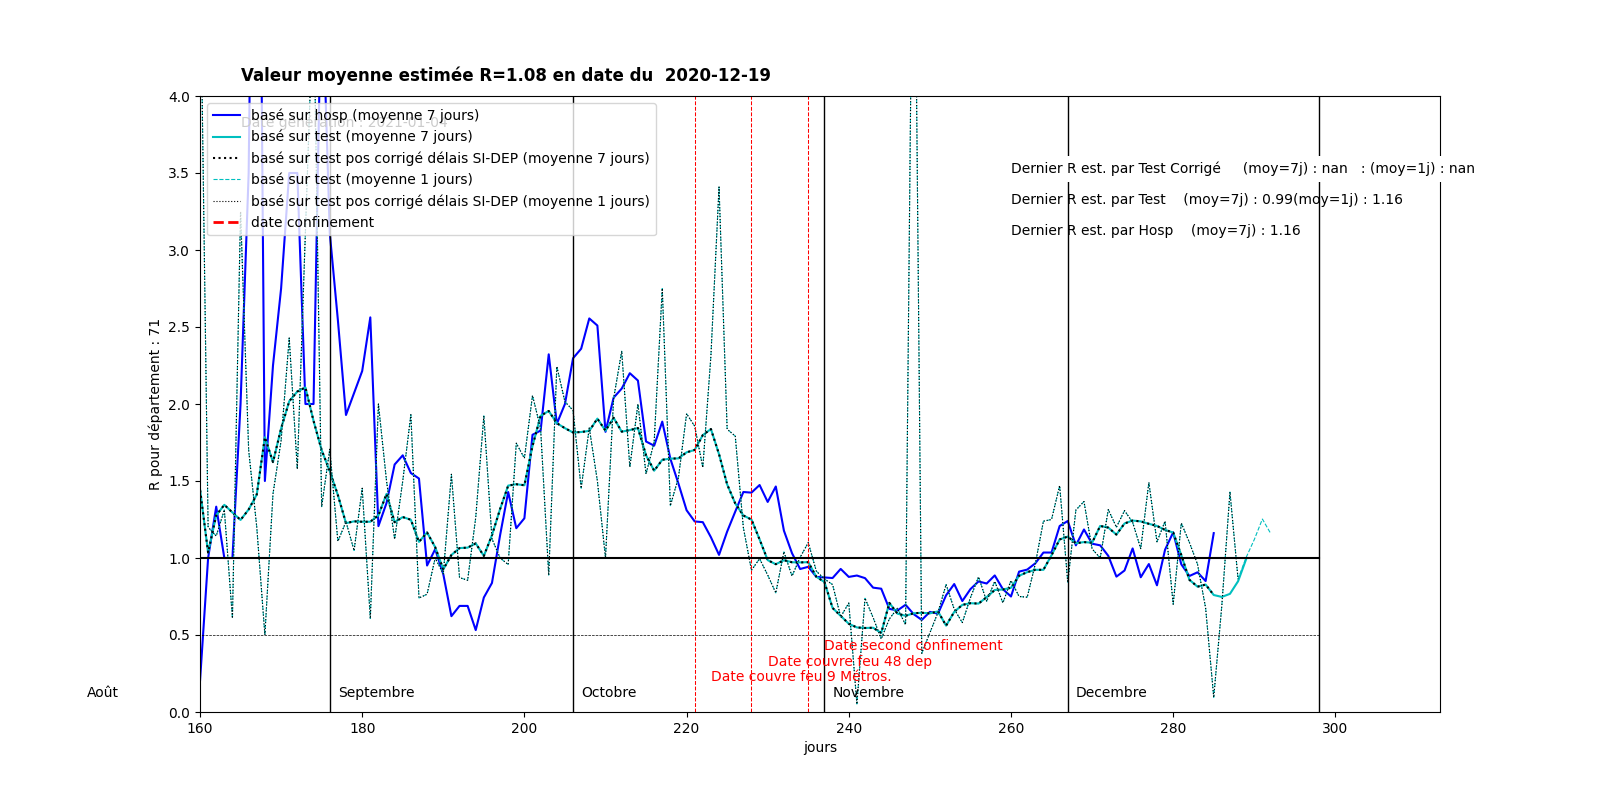 Valeur moyenne estimée R=1.08 en date du  2020-12-19
Date génération : 2021-01-04
basé sur hosp (moyenne 7 jours)
basé sur test (moyenne 7 jours)
basé sur test pos corrigé délais SI-DEP (moyenne 7 jours)
basé sur test (moyenne 1 jours)
basé sur test pos corrigé délais SI-DEP (moyenne 1 jours)
date confinement
Dernier R est. par Test Corrigé     (moy=7j) : nan   : (moy=1j) : nan
Dernier R est. par Test    (moy=7j) : 0.99(moy=1j) : 1.16
Dernier R est. par Hosp    (moy=7j) : 1.16
R pour département : 71
4.0
3.5
3.0
2.5
2.0
1.5
1.0
0.5
0.0
Date second confinement
Date couvre feu 48 dep
Date couvre feu 9 Métros.
Août
Septembre
Octobre
Novembre
Decembre
160
180
200
220
240
260
280
300
jours